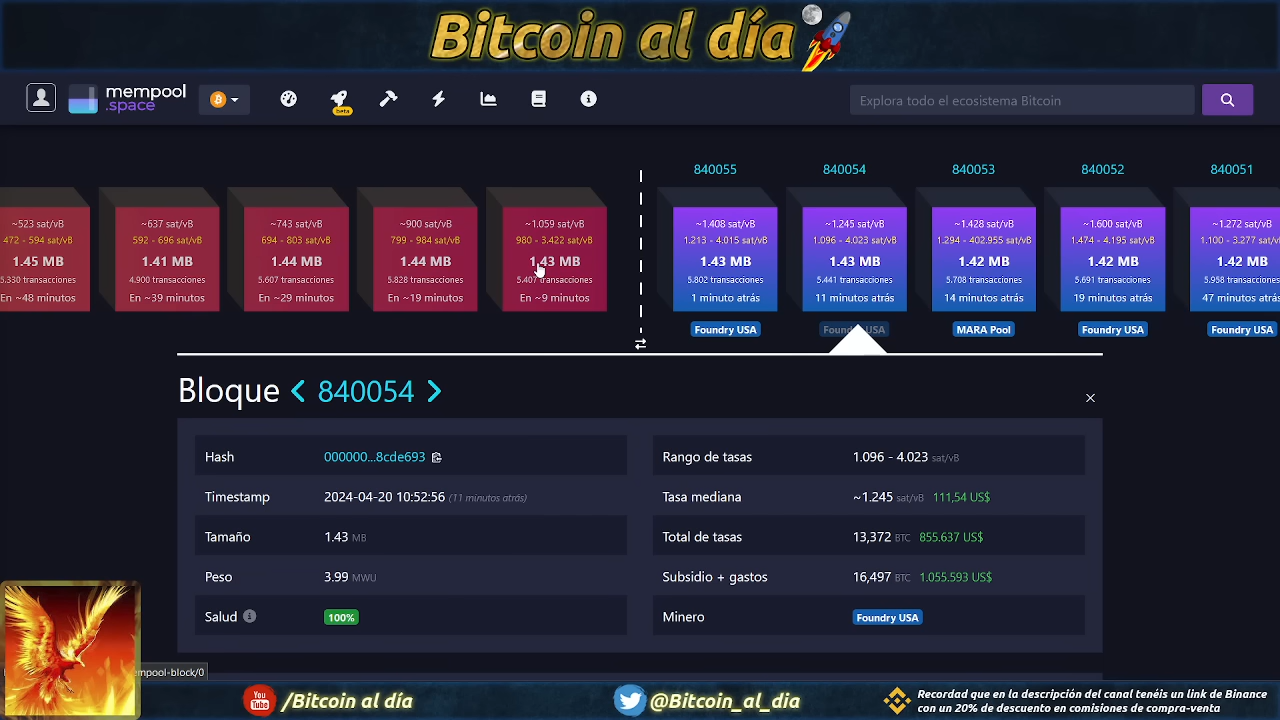 Bitcoin al día
mempool
.space
beta
Explora todo el ecosistema Bitcoin
840055
840054
840053
840052
840051
~523 sat/vB
472 - 594 sat/vB
1.45 MB
5.330 transacciones
En ~48 minutos
~637 sat/vB
592 - 696 sat/vB
1.41 MB
4.900 transacciones
En ~39 minutos
~743 sat/vB
694 - 803 sat/vB
1.44 MB
5.607 transacciones
En ~29 minutos
~900 sat/vB
799 - 984 sat/vB
1.44 MB
5.828 transacciones
En ~19 minutos
~1.059 sat/vB
980 - 3.422 sat/vB
1.43 MB
5.407 transacciones
En ~9 minutos
~1.408 sat/vB
1.213 - 4.015 sat/vB
1.43 MB
5.802 transacciones
1 minuto atrás
Foundry USA
~1.245 sat/vB
1.096 - 4.023 sat/vB
1.43 MB
5.441 transacciones
11 minutos atrás
Foundry USA
~1.428 sat/vB
1.294 - 402.955 sat/vB
1.42 MB
5.708 transacciones
14 minutos atrás
MARA Pool
~1.600 sat/vB
1.474 - 4.195 sat/vB
1.42 MB
5.691 transacciones
19 minutos atrás
Foundry USA
~1.272 sat/vB
1.100 - 3.277 sat/vB
1.42 MB
5.958 transacciones
47 minutos atrás
Foundry USA
Bloque < 840054 >
Hash 000000...8cde693
Timestamp 2024-04-20 10:52:56 (11 minutos atrás)
Tamaño 1.43 MB
Peso 3.99 MWU
Salud 100%
Rango de tasas 1.096 - 4.023 sat/vB
Tasa mediana ~1.245 sat/vB 111,54 US$
Total de tasas 13,372 BTC 855.637 US$
Subsidio + gastos 16,497 BTC 1.055.593 US$
Minero Foundry USA
mpool-block/0
You Tube /Bitcoin al día
@Bitcoin_al_dia
Recordad que en la descripción del canal tenéis un link de Binance
con un 20% de descuento en comisiones de compra-venta